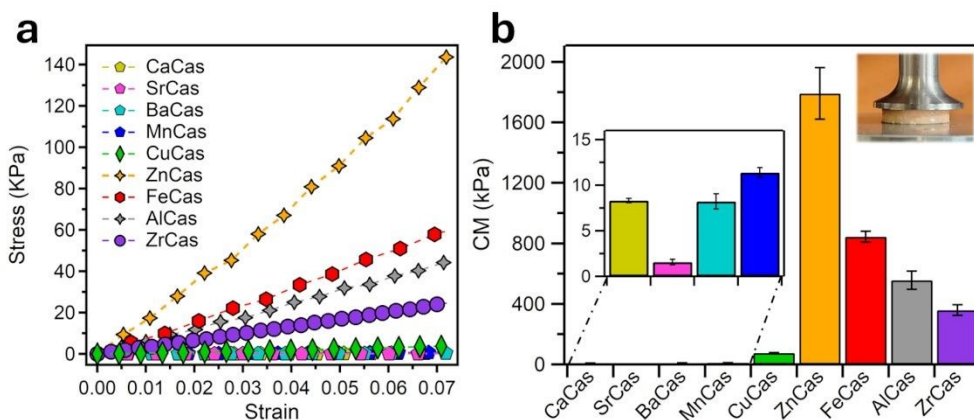 a
Stress (KPa)
140
120
100
80
60
40
20
0
CaCas
SrCas
BaCas
MnCas
CuCas
ZnCas
FeCas
AlCas
ZrCas
0.00 0.01 0.02 0.03 0.04 0.05 0.06 0.07
Strain
b
CM (kPa)
2000
1600
1200
800
400
0
15
10
5
0
CaCas
SrCas
BaCas
MnCas
CuCas
ZnCas
FeCas
AlCas
ZrCas